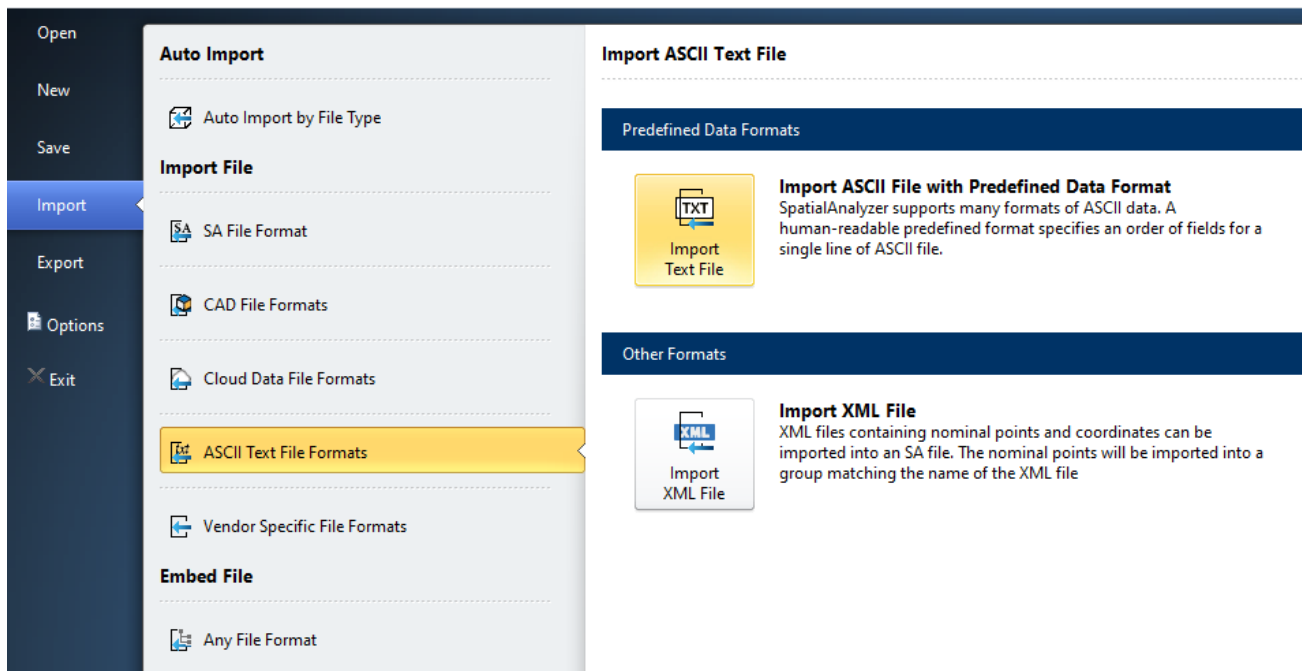 Open
New
Save
Import
Export
Options
Exit
Auto Import
Auto Import by File Type
Import File
SA
SA File Format
CAD File Formats
Cloud Data File Formats
txt
ASCII Text File Formats
Vendor Specific File Formats
Embed File
Any File Format
Import ASCII Text File
Predefined Data Formats
TXT
Import
Text File
Import ASCII File with Predefined Data Format
SpatialAnalyzer supports many formats of ASCII data. A
human-readable predefined format specifies an order of fields for a
single line of ASCII file.
Other Formats
XML
Import
XML File
Import XML File
XML files containing nominal points and coordinates can be
imported into an SA file. The nominal points will be imported into a
group matching the name of the XML file